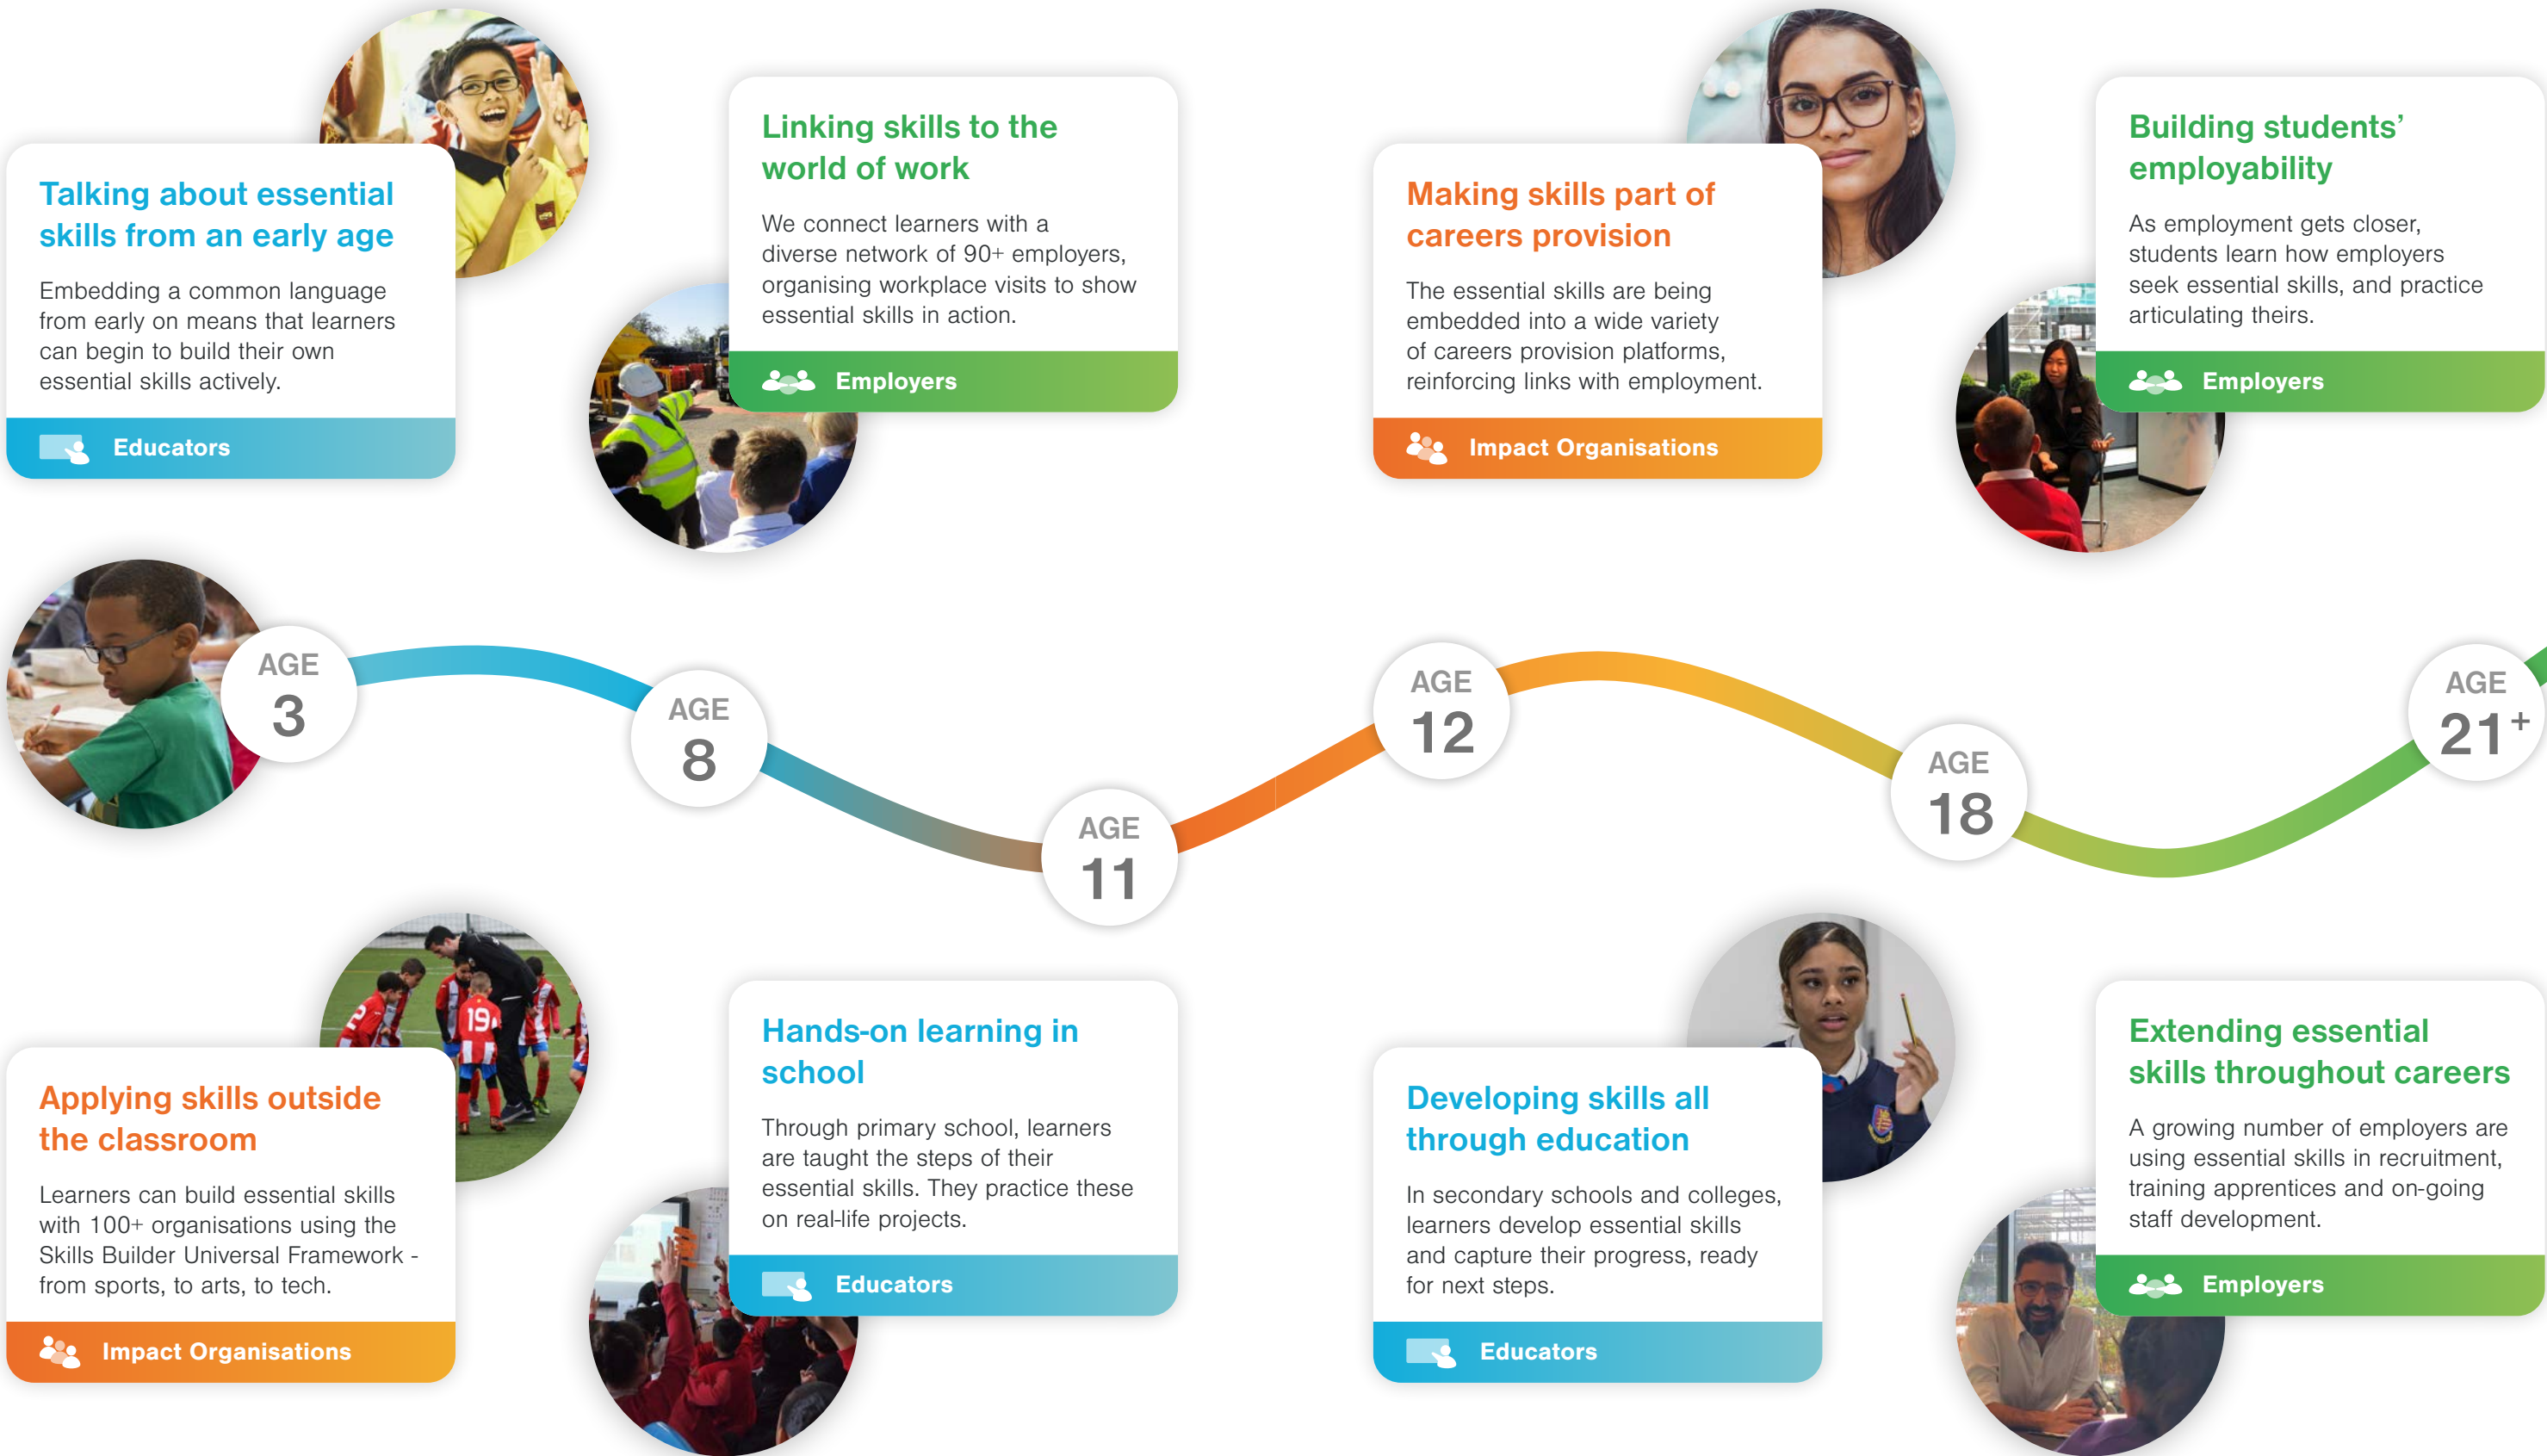 Talking about essential
skills from an early age
Embedding a common language
from early on means that learners
can begin to build their own
essential skills actively.
Educators
Linking skills to the
world of work
We connect learners with a
diverse network of 90+ employers,
organising workplace visits to show
essential skills in action.
Employers
Making skills part of
careers provision
The essential skills are being
embedded into a wide variety
of careers provision platforms,
reinforcing links with employment.
Impact Organisations
Building students’
employability
As employment gets closer,
students learn how employers
seek essential skills, and practice
articulating theirs.
Employers
AGE
3
AGE
8
AGE
11
AGE
12
AGE
18
AGE
21+
Applying skills outside
the classroom
Learners can build essential skills
with 100+ organisations using the
Skills Builder Universal Framework -
from sports, to arts, to tech.
Impact Organisations
19
2
Hands-on learning in
school
Through primary school, learners
are taught the steps of their
essential skills. They practice these
on real-life projects.
Educators
Developing skills all
through education
In secondary schools and colleges,
learners develop essential skills
and capture their progress, ready
for next steps.
Educators
Extending essential
skills throughout careers
A growing number of employers are
using essential skills in recruitment,
training apprentices and on-going
staff development.
Employers